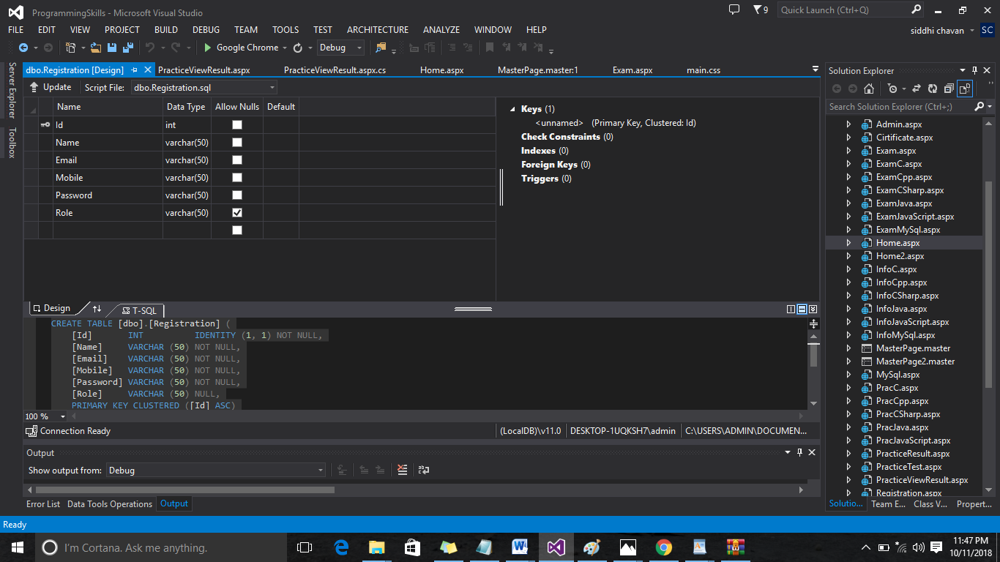 ProgrammingSkills - Microsoft Visual Studio
9
Quick Launch (Ctrl+Q)
FILE EDIT VIEW PROJECT BUILD DEBUG TEAM TOOLS TEST ARCHITECTURE ANALYZE WINDOW HELP
siddhi chavan SC
Google Chrome Debug
Server Explorer
Toolbox
dbo.Registration [Design] PracticeViewResult.aspx PracticeViewResult.aspx.cs Home.aspx MasterPage.master:1 Exam.aspx main.css
Update Script File: dbo.Registration.sql
Name Data Type Allow Nulls Default
Id int
Name varchar(50)
Email varchar(50)
Mobile varchar(50)
Password varchar(50)
Role varchar(50)
Keys (1)
<unnamed> (Primary Key, Clustered: Id)
Check Constraints (0)
Indexes (0)
Foreign Keys (0)
Triggers (0)
Design T-SQL
CREATE TABLE [dbo].[Registration] (
[Id] INT IDENTITY (1, 1) NOT NULL,
[Name] VARCHAR (50) NOT NULL,
[Email] VARCHAR (50) NOT NULL,
[Mobile] VARCHAR (50) NOT NULL,
[Password] VARCHAR (50) NOT NULL,
[Role] VARCHAR (50) NULL,
PRIMARY KEY CLUSTERED ([Id] ASC)
100 %
Connection Ready (LocalDB)\v11.0 DESKTOP-1UQKSH7\admin C:\USERS\ADMIN\DOCUMEN...
Output
Show output from: Debug
Error List Data Tools Operations Output
Solution Explorer
Search Solution Explorer (Ctrl+;)
Admin.aspx
Cirtificate.aspx
Exam.aspx
ExamC.aspx
ExamCpp.aspx
ExamCSharp.aspx
ExamJava.aspx
ExamJavaScript.aspx
ExamMySql.aspx
Home.aspx
Home2.aspx
InfoC.aspx
InfoCpp.aspx
InfoCSharp.aspx
InfoJava.aspx
InfoJavaScript.aspx
InfoMySql.aspx
MasterPage.master
MasterPage2.master
MySql.aspx
PracC.aspx
PracCpp.aspx
PracCSharp.aspx
PracJava.aspx
PracJavaScript.aspx
PracticeResult.aspx
PracticeTest.aspx
PracticeViewResult.aspx
Registration.aspx
Solutio... Team E... Class V... Propert...
Ready
I'm Cortana. Ask me anything.
11:47 PM
10/11/2018